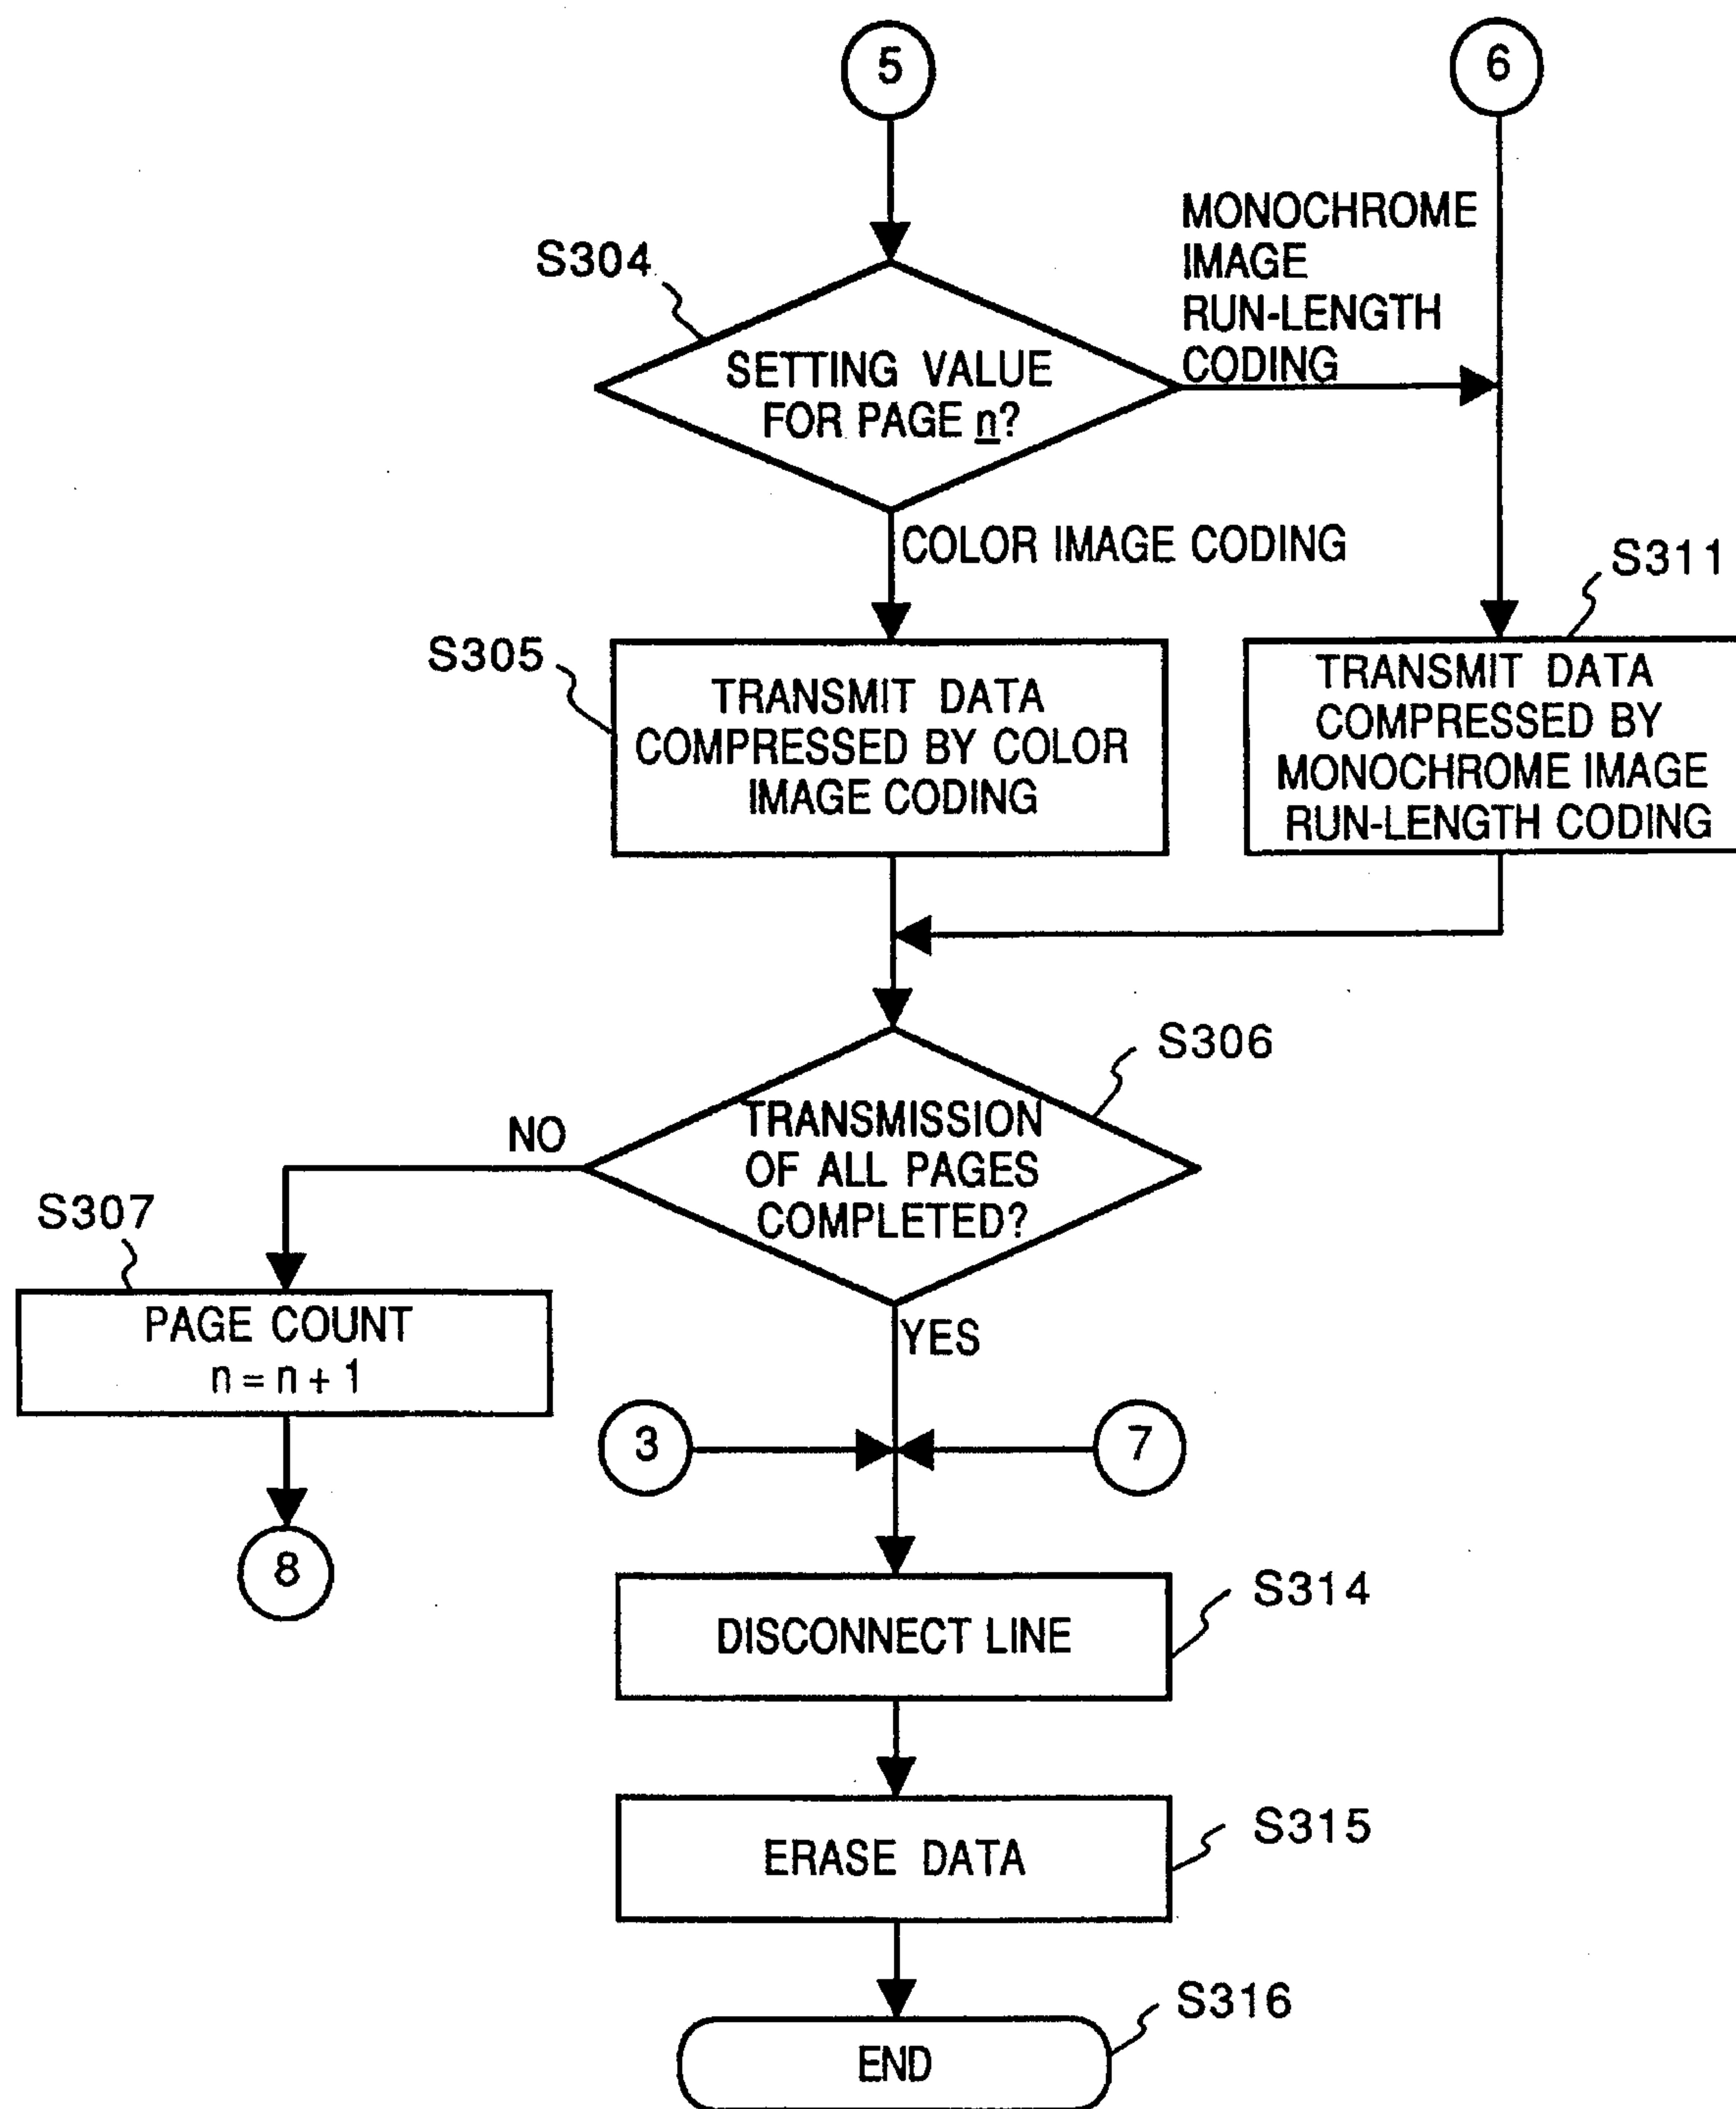 5
6
MONOCHROME
IMAGE
RUN-LENGTH
CODING
S304
SETTING VALUE
FOR PAGE n?
COLOR IMAGE CODING
S311
S305
TRANSMIT DATA
COMPRESSED BY COLOR
IMAGE CODING
TRANSMIT DATA
COMPRESSED BY
MONOCHROME IMAGE
RUN-LENGTH CODING
S306
TRANSMISSION
OF ALL PAGES
COMPLETED?
NO
S307
PAGE COUNT
n = n + 1
YES
3
7
8
S314
DISCONNECT LINE
S315
ERASE DATA
S316
END